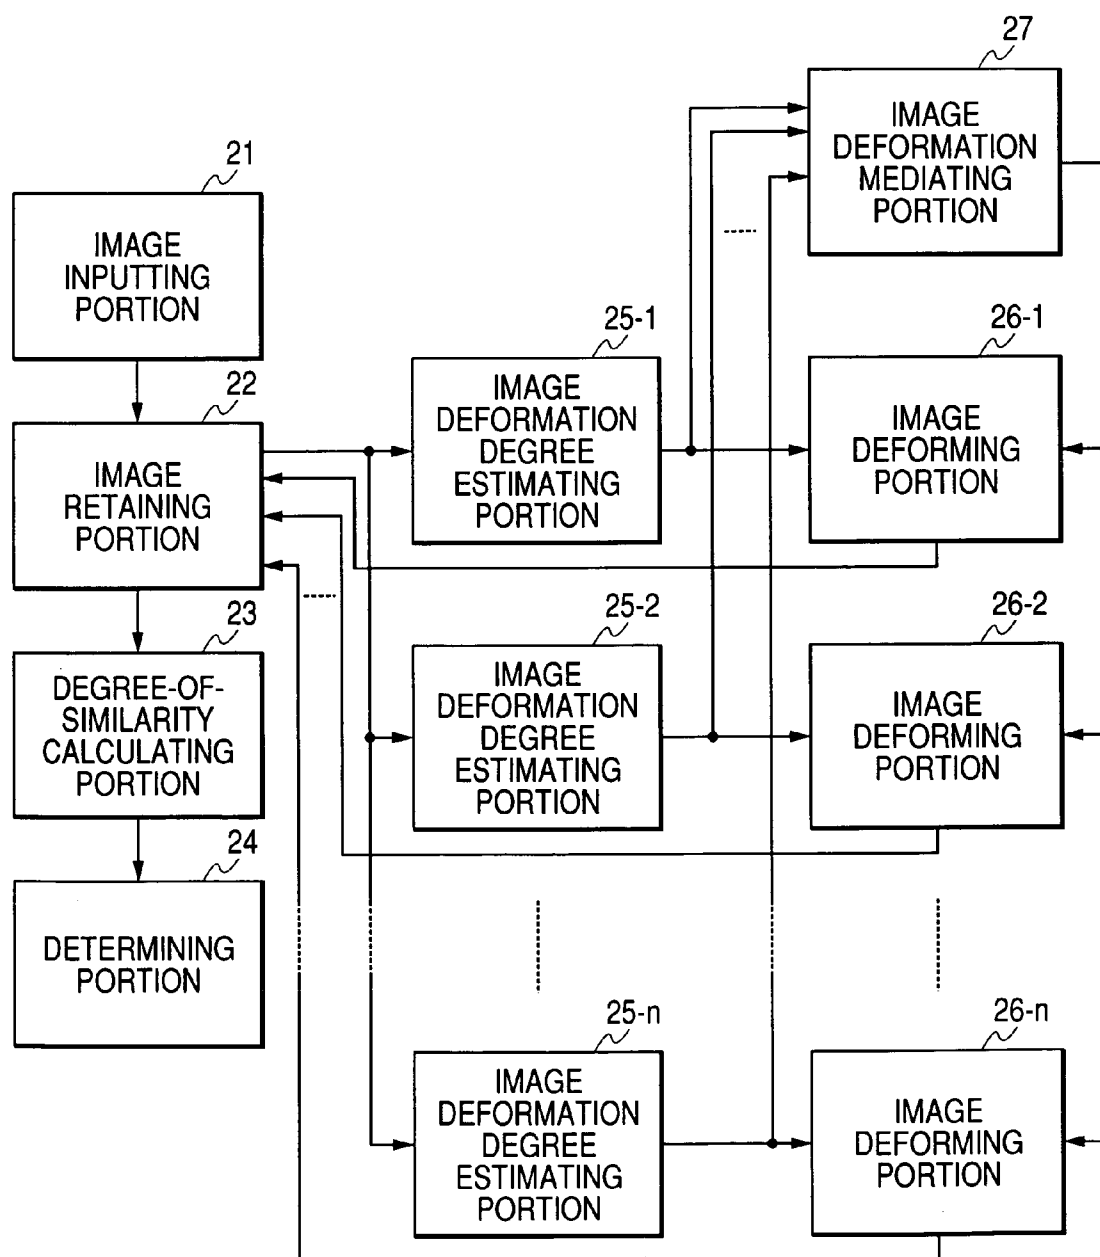 27
IMAGE
DEFORMATION
MEDIATING
PORTION
21
IMAGE
INPUTTING
PORTION
25-1
IMAGE
DEFORMATION
DEGREE
ESTIMATING
PORTION
26-1
IMAGE
DEFORMING
PORTION
22
IMAGE
RETAINING
PORTION
23
DEGREE-OF-
SIMILARITY
CALCULATING
PORTION
25-2
IMAGE
DEFORMATION
DEGREE
ESTIMATING
PORTION
26-2
IMAGE
DEFORMING
PORTION
24
DETERMINING
PORTION
25-n
IMAGE
DEFORMATION
DEGREE
ESTIMATING
PORTION
26-n
IMAGE
DEFORMING
PORTION